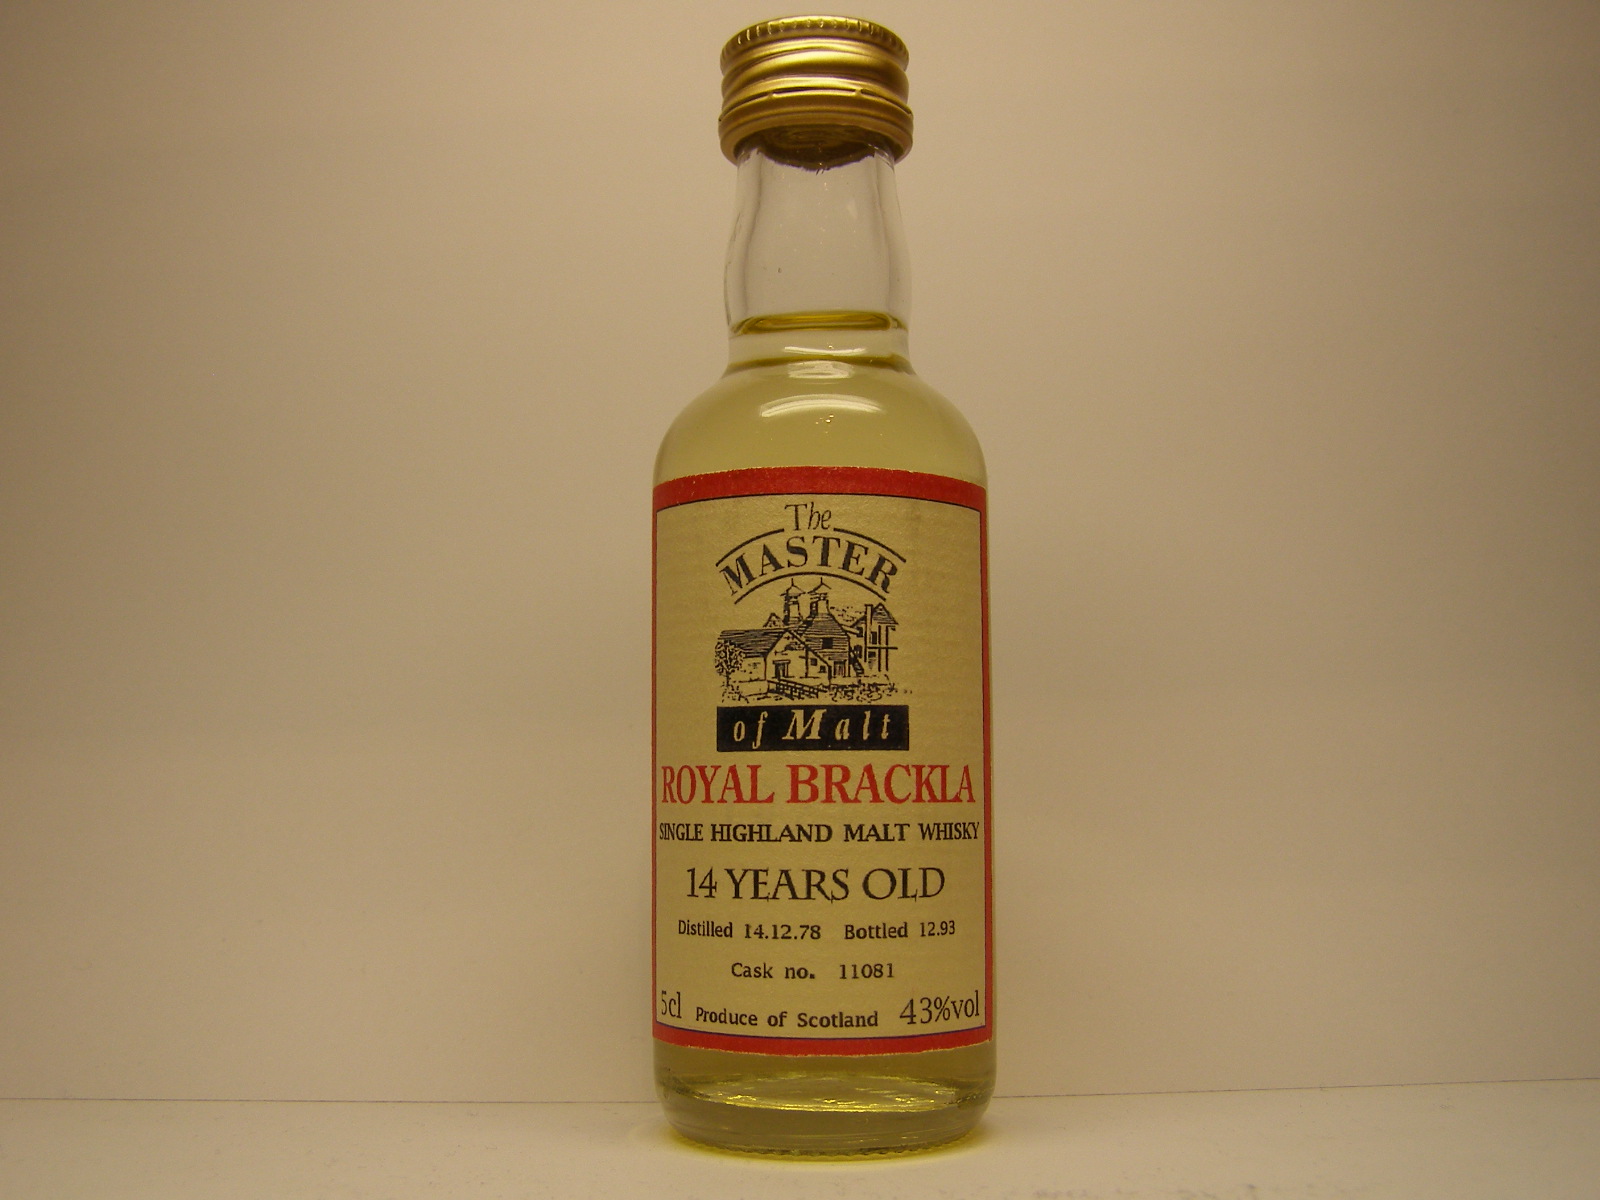 The
MASTER
of Malt
ROYAL BRACKLA
SINGLE HIGHLAND MALT WHISKY
14 YEARS OLD
Distilled 14.12.78 Bottled 12.93
Cask no. 11081
5cl Produce of Scotland 43%vol